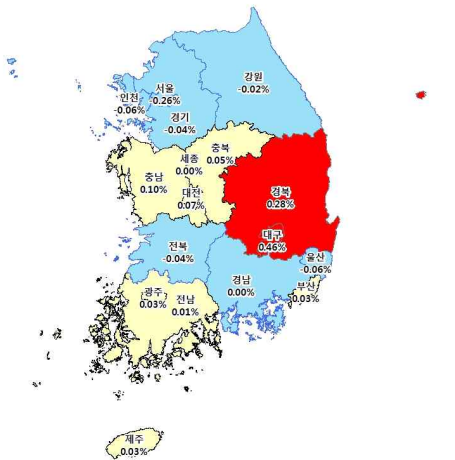 강원
-0.02%
서울
-0.26%
인천
-0.06%
경기
-0.04%
충북
0.05%
세종
0.00%
충남
0.10%
대전
0.07%
경북
0.28%
대구
0.46%
전북
-0.04%
울산
-0.06%
경남
0.00%
부산
0.03%
광주
0.03%
전남
0.01%
제주
0.03%